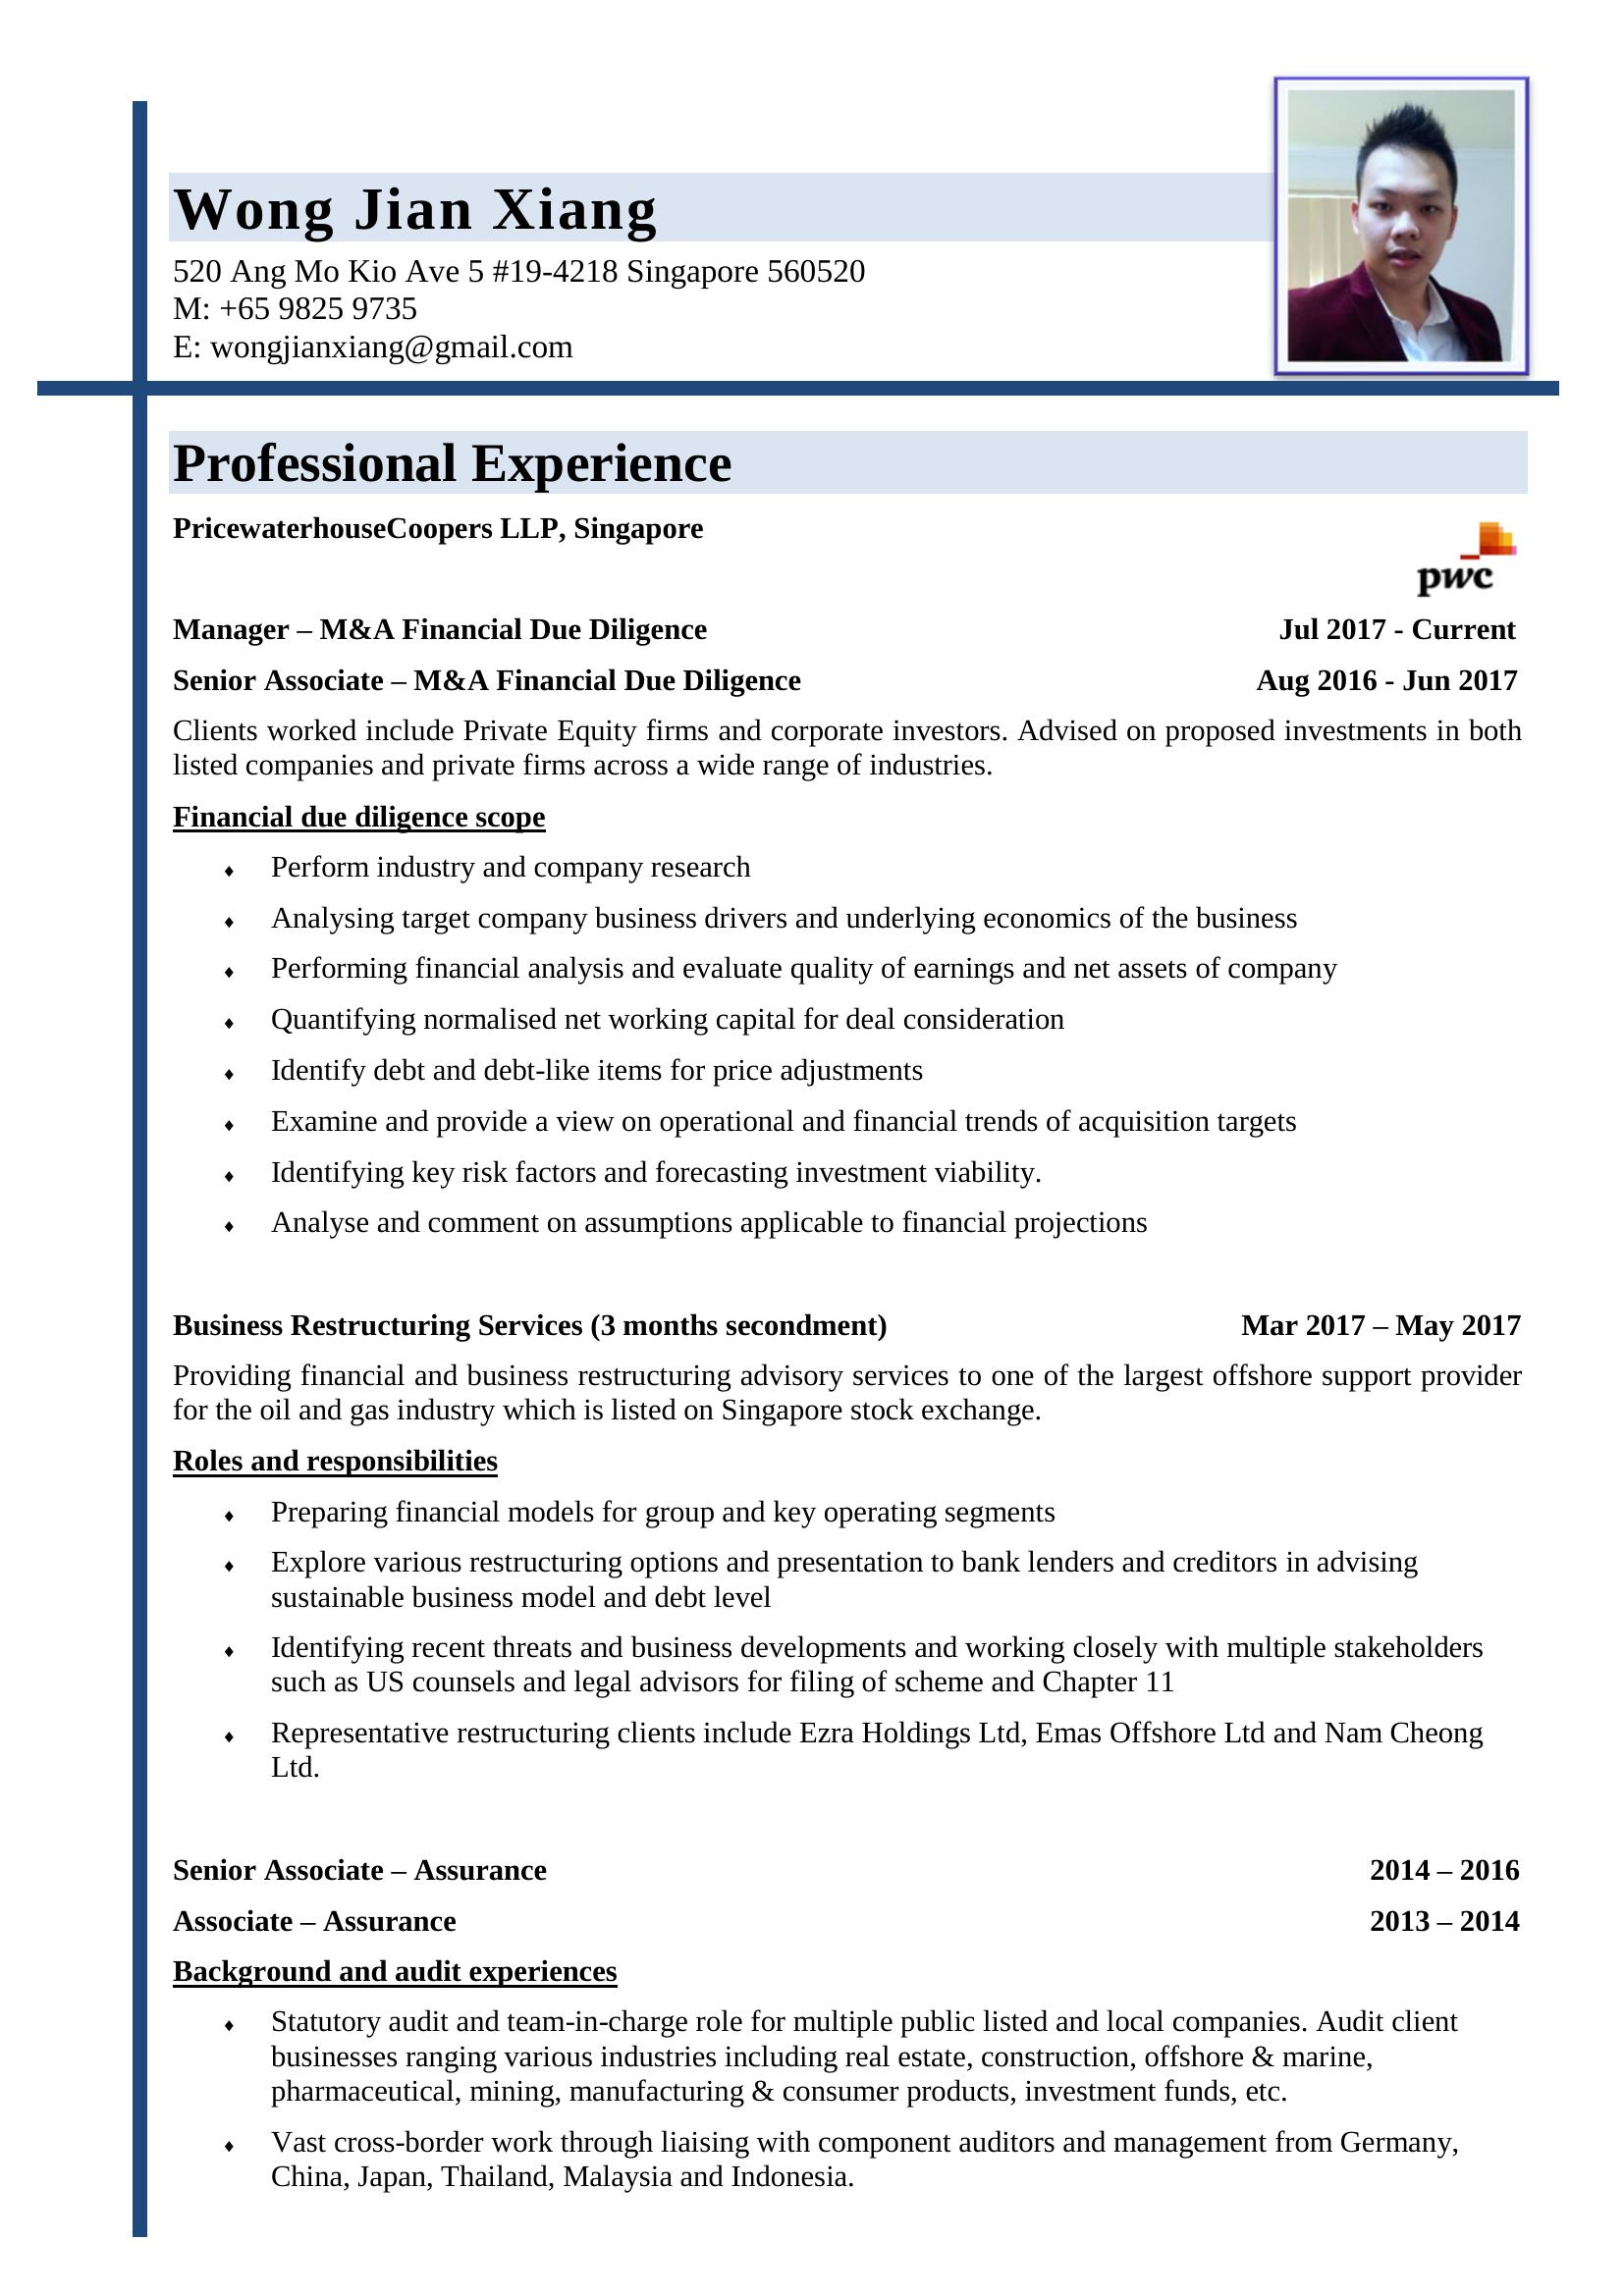 Wong Jian Xiang
520 Ang Mo Kio Ave 5 #19-4218 Singapore 560520
M: +65 9825 9735
E: wongjianxiang@gmail.com
Professional Experience
PricewaterhouseCoopers LLP, Singapore
pwc
Manager – M&A Financial Due Diligence Jul 2017 - Current
Senior Associate – M&A Financial Due Diligence Aug 2016 - Jun 2017
Clients worked include Private Equity firms and corporate investors. Advised on proposed investments in both
listed companies and private firms across a wide range of industries.
Financial due diligence scope
♦ Perform industry and company research
♦ Analysing target company business drivers and underlying economics of the business
♦ Performing financial analysis and evaluate quality of earnings and net assets of company
♦ Quantifying normalised net working capital for deal consideration
♦ Identify debt and debt-like items for price adjustments
♦ Examine and provide a view on operational and financial trends of acquisition targets
♦ Identifying key risk factors and forecasting investment viability.
♦ Analyse and comment on assumptions applicable to financial projections
Business Restructuring Services (3 months secondment) Mar 2017 – May 2017
Providing financial and business restructuring advisory services to one of the largest offshore support provider
for the oil and gas industry which is listed on Singapore stock exchange.
Roles and responsibilities
♦ Preparing financial models for group and key operating segments
♦ Explore various restructuring options and presentation to bank lenders and creditors in advising
sustainable business model and debt level
♦ Identifying recent threats and business developments and working closely with multiple stakeholders
such as US counsels and legal advisors for filing of scheme and Chapter 11
♦ Representative restructuring clients include Ezra Holdings Ltd, Emas Offshore Ltd and Nam Cheong
Ltd.
Senior Associate – Assurance 2014 – 2016
Associate – Assurance 2013 – 2014
Background and audit experiences
♦ Statutory audit and team-in-charge role for multiple public listed and local companies. Audit client
businesses ranging various industries including real estate, construction, offshore & marine,
pharmaceutical, mining, manufacturing & consumer products, investment funds, etc.
♦ Vast cross-border work through liaising with component auditors and management from Germany,
China, Japan, Thailand, Malaysia and Indonesia.